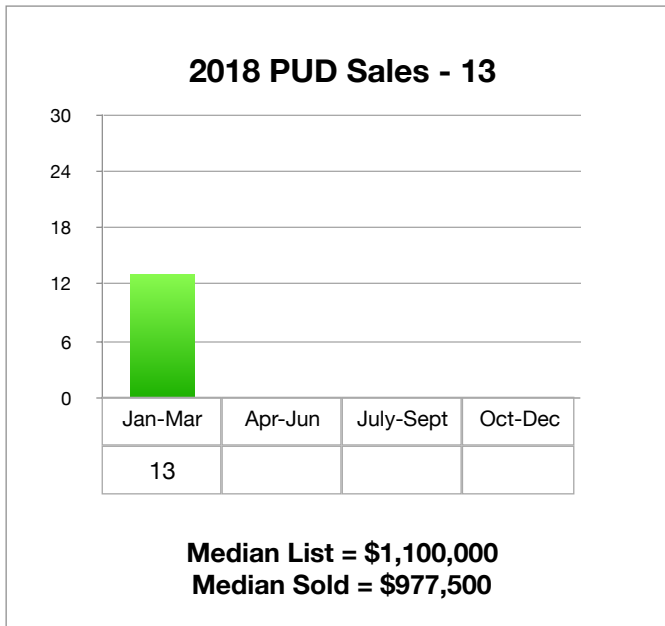 2018 PUD Sales - 13
30
24
18
12
6
0
Jan-Mar Apr-Jun July-Sept Oct-Dec
13
Median List = $1,100,000
Median Sold = $977,500